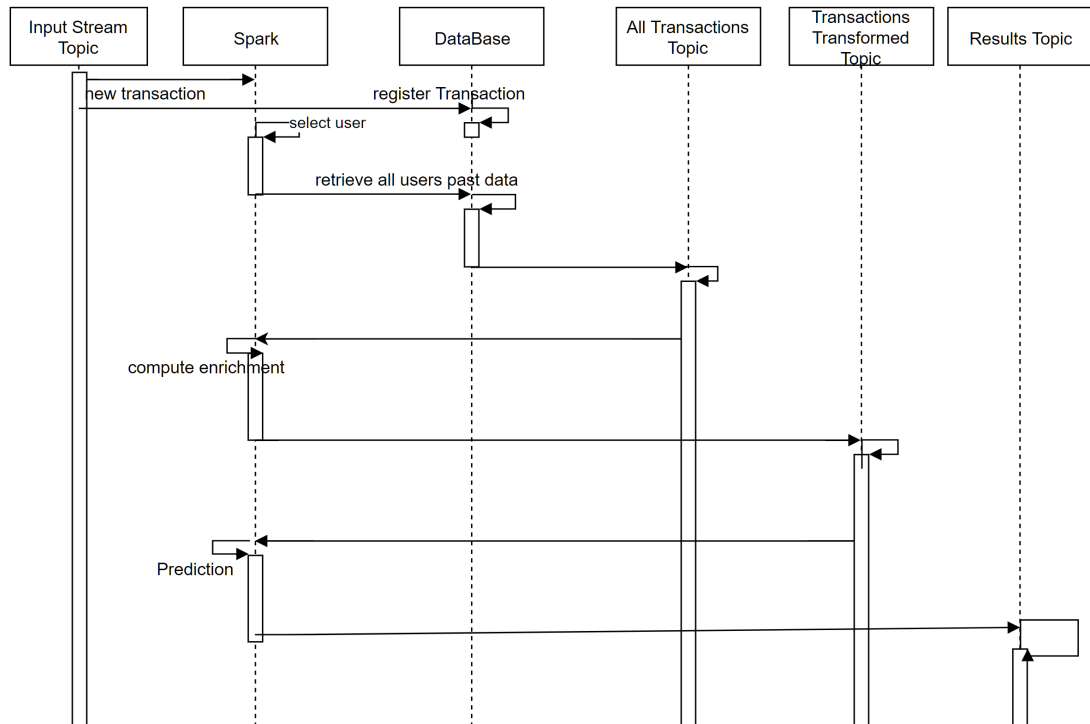 Input Stream
Topic
Spark
DataBase
All Transactions
Topic
Transactions
Transformed
Topic
Results Topic
new transaction
register Transaction
select user
retrieve all users past data
compute enrichment
Prediction